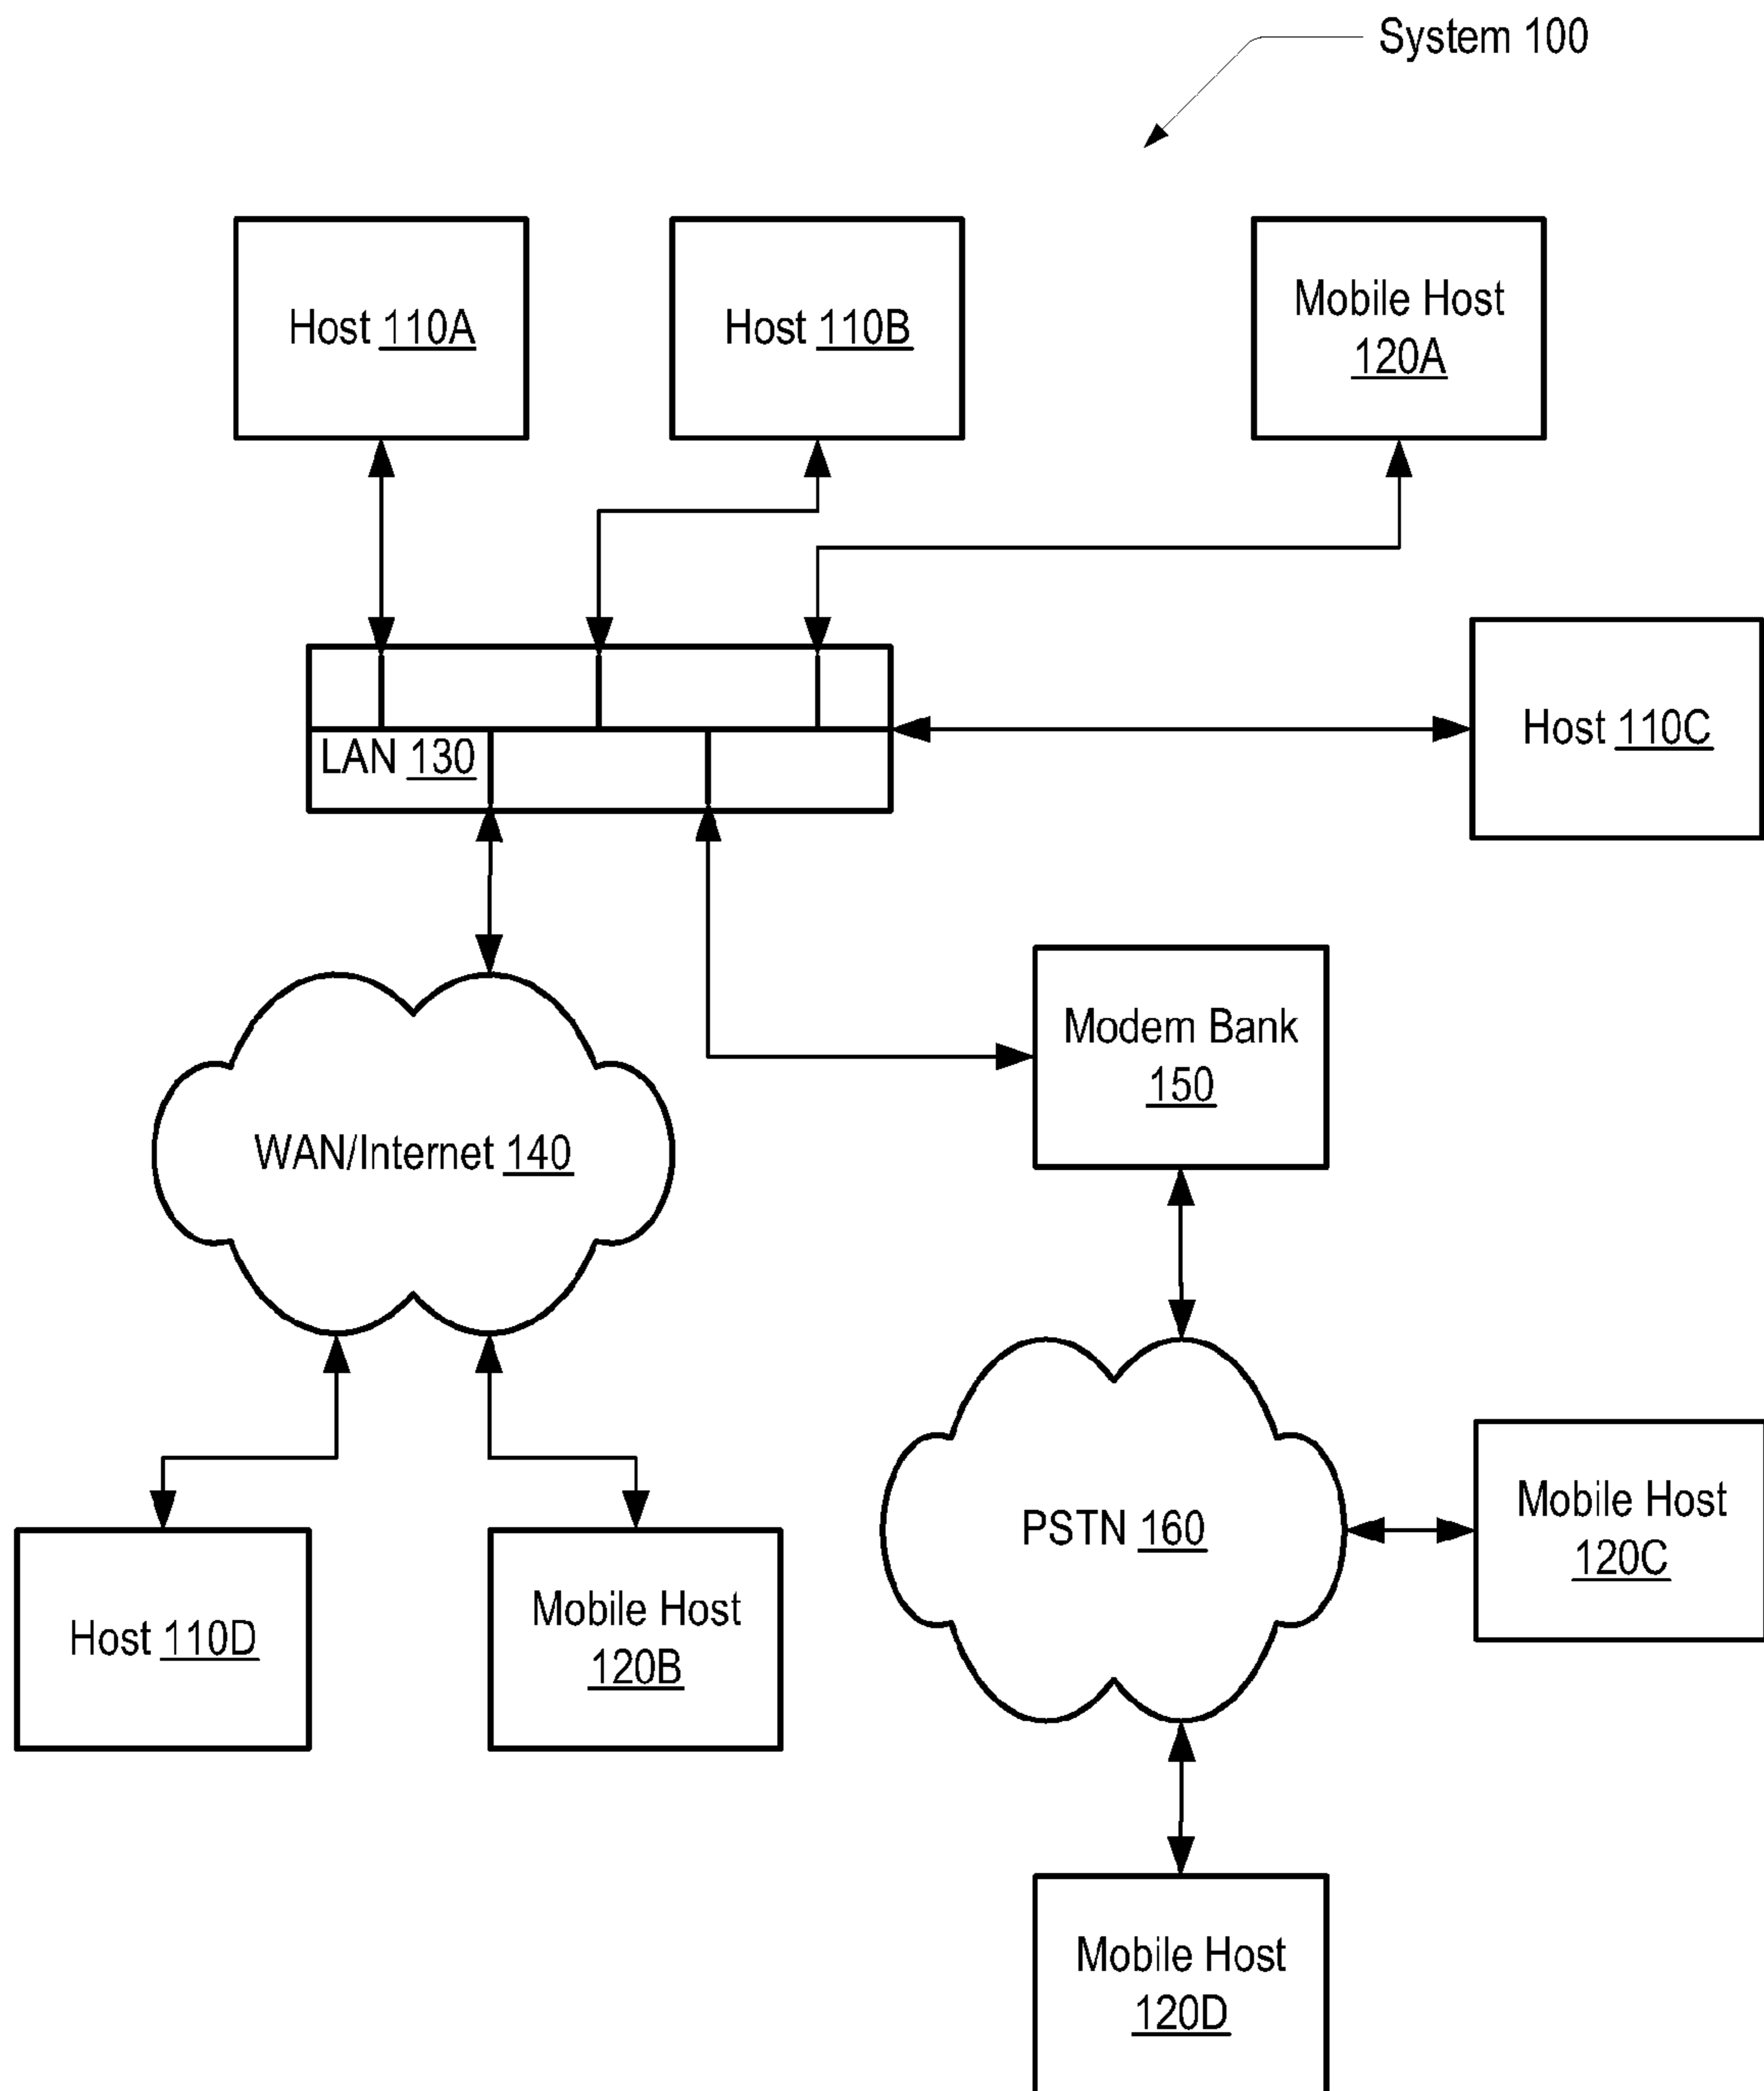 System 100
Host 110A
Host 110B
Mobile Host
120A
Host 110C
LAN 130
Modem Bank
150
WAN/Internet 140
PSTN 160
Mobile Host
120C
Host 110D
Mobile Host
120B
Mobile Host
120D